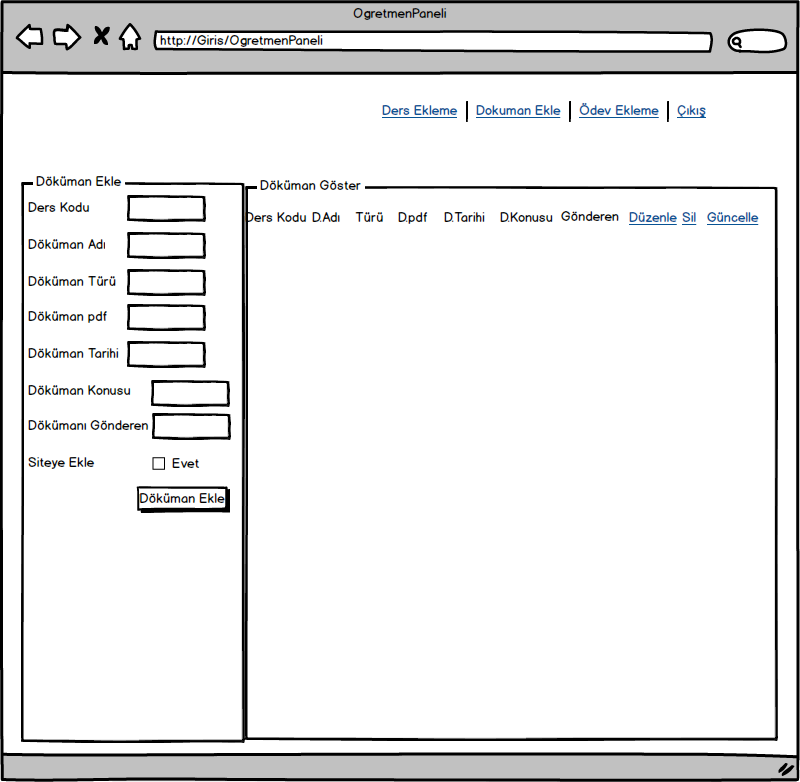 OgretmenPaneli
http://Giris/OgretmenPaneli
Ders Ekleme Dokuman Ekle Ödev Ekleme Çıkış
Döküman Ekle
Ders Kodu
Döküman Adı
Döküman Türü
Döküman pdf
Döküman Tarihi
Döküman Konusu
Dökümanı Gönderen
Siteye Ekle Evet
Döküman Ekle
Döküman Göster
Ders Kodu D.Adı Türü D.pdf D.Tarihi D.Konusu Gönderen Düzenle Sil Güncelle